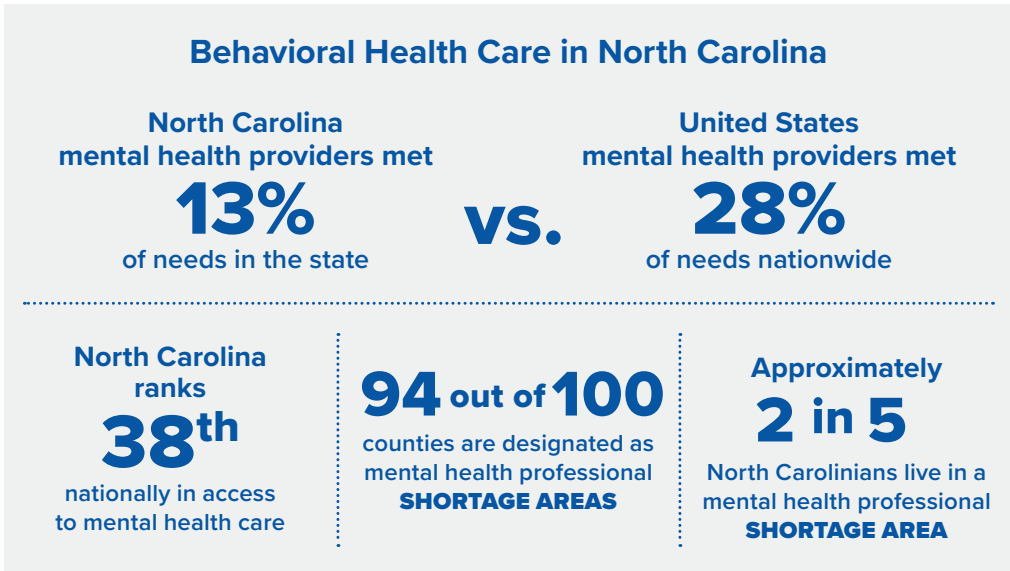 Behavioral Health Care in North Carolina
North Carolina
mental health providers met
13%
of needs in the state
vs.
United States
mental health providers met
28%
of needs nationwide
North Carolina
ranks
38th
nationally in access
to mental health care
94 out of 100
counties are designated as
mental health professional
SHORTAGE AREAS
Approximately
2 in 5
North Carolinians live in a
mental health professional
SHORTAGE AREA